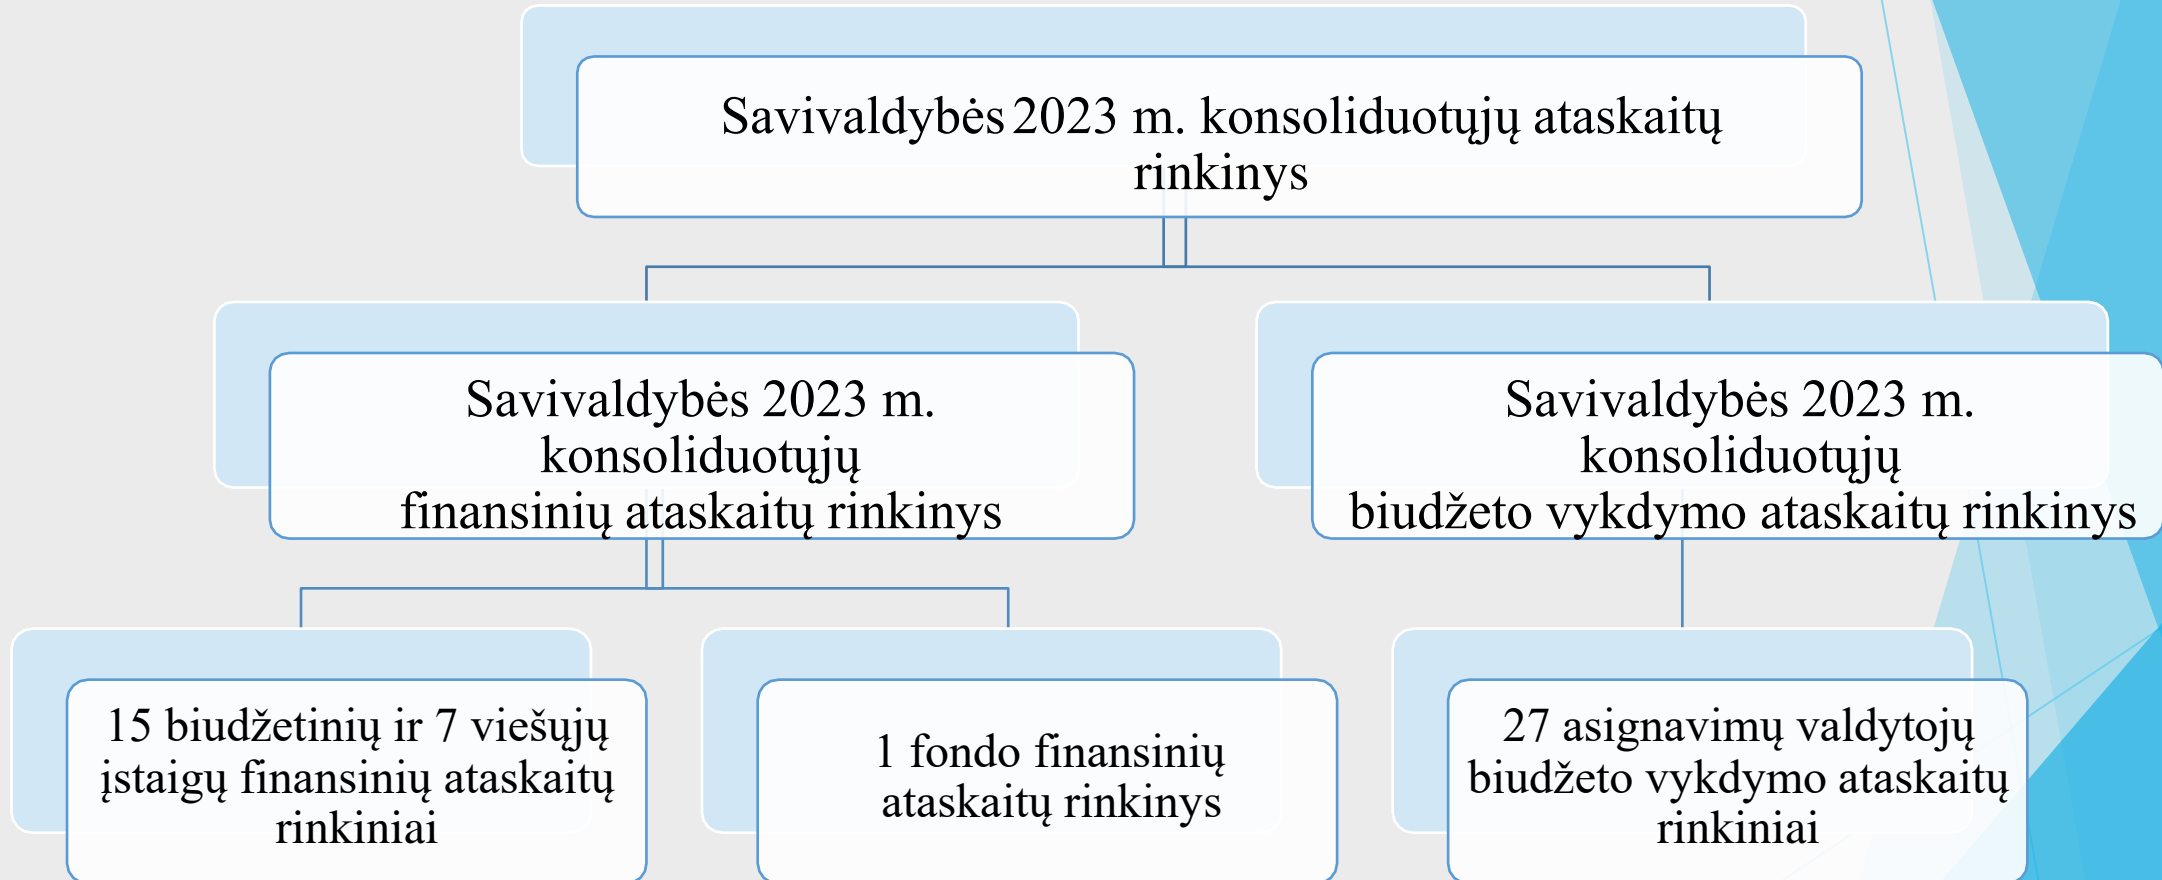 Savivaldybės 2023 m. konsoliduotųjų ataskaitų
rinkinys
Savivaldybės 2023 m.
konsoliduotųjų
finansinių ataskaitų rinkinys
Savivaldybės 2023 m.
konsoliduotųjų
biudžeto vykdymo ataskaitų rinkinys
15 biudžetinių ir 7 viešųjų
įstaigų finansinių ataskaitų
rinkiniai
1 fondo finansinių
ataskaitų rinkinys
27 asignavimų valdytojų
biudžeto vykdymo ataskaitų
rinkiniai